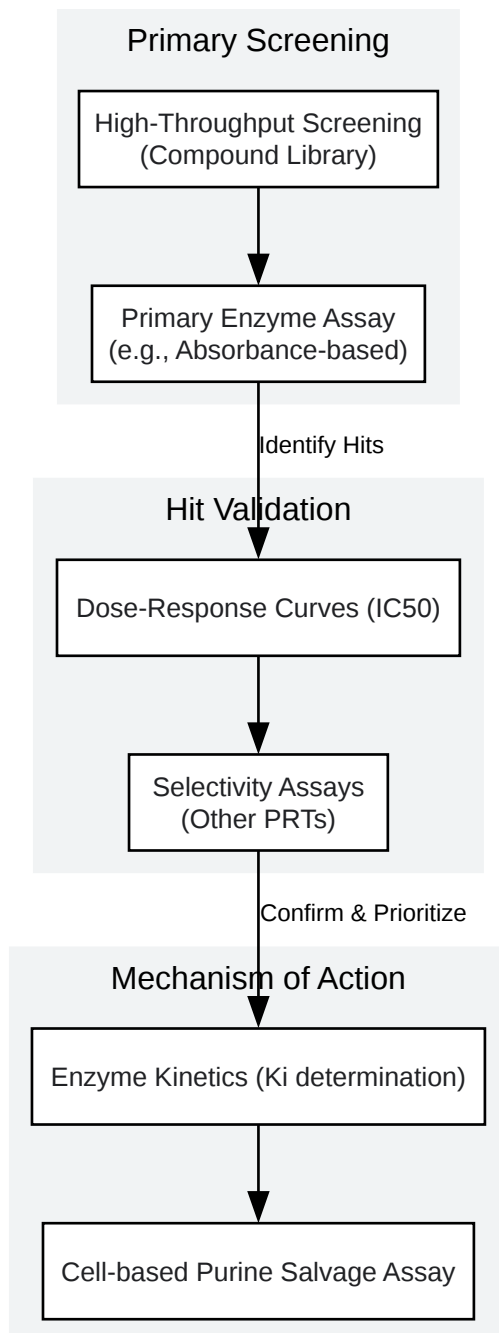 Primary Screening
High-Throughput Screening
(Compound Library)
Primary Enzyme Assay
(e.g., Absorbance-based)
Identify Hits
Hit Validation
Dose-Response Curves (IC50)
Selectivity Assays
(Other PRTs)
Confirm & Prioritize
Mechanism of Action
Enzyme Kinetics (Ki determination)
Cell-based Purine Salvage Assay